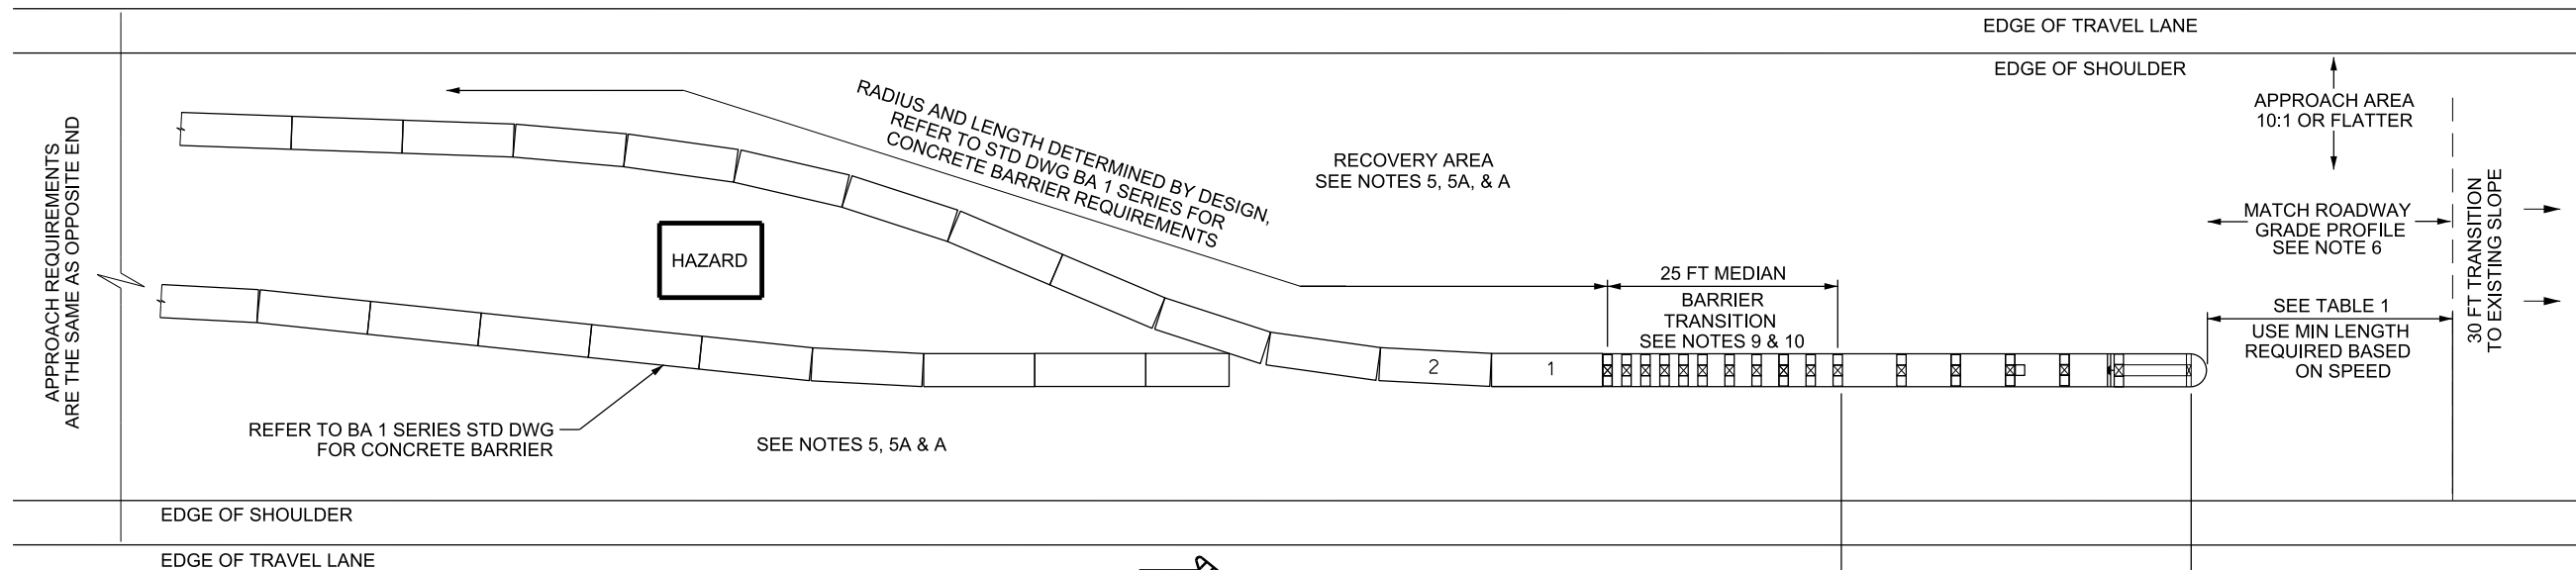 EDGE OF TRAVEL LANE
EDGE OF SHOULDER
APPROACH AREA
10:1 OR FLATTER
RADIUS AND LENGTH DETERMINED BY DESIGN,
REFER TO STD DWG BA 1 SERIES FOR
CONCRETE BARRIER REQUIREMENTS
RECOVERY AREA
SEE NOTES 5, 5A, & A
APPROACH REQUIREMENTS
ARE THE SAME AS OPPOSITE END
MATCH ROADWAY
GRADE PROFILE
SEE NOTE 6
30 FT TRANSITION
TO EXISTING SLOPE
HAZARD
25 FT MEDIAN
BARRIER
TRANSITION
SEE NOTES 9 & 10
SEE TABLE 1
USE MIN LENGTH
REQUIRED BASED
ON SPEED
2
1
REFER TO BA 1 SERIES STD DWG
FOR CONCRETE BARRIER
SEE NOTES 5, 5A & A
EDGE OF SHOULDER
EDGE OF TRAVEL LANE